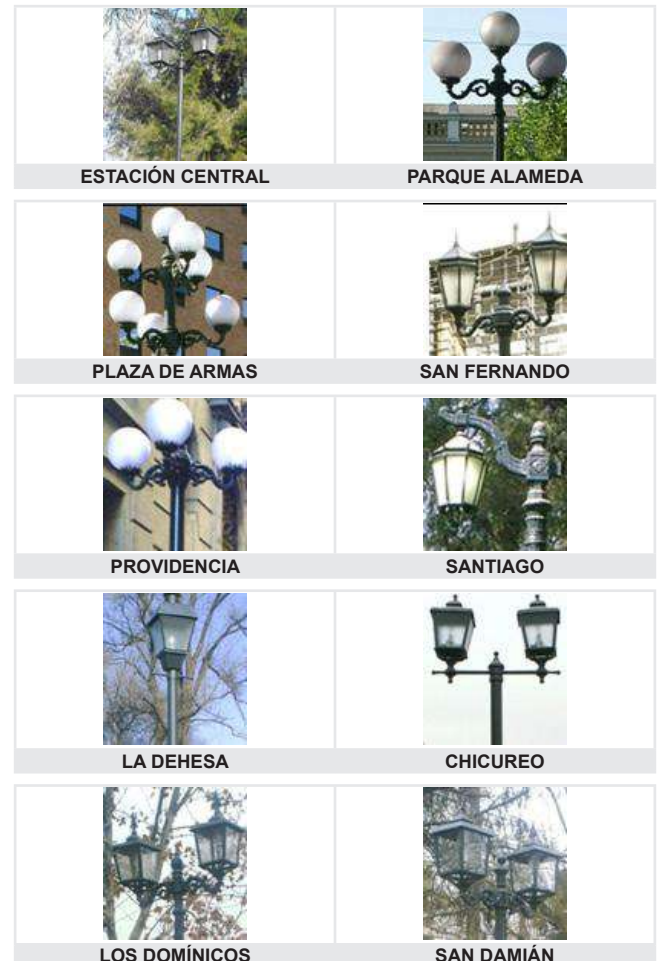 ESTACIÓN CENTRAL
PARQUE ALAMEDA
PLAZA DE ARMAS
SAN FERNANDO
PROVIDENCIA
SANTIAGO
LA DEHESA
CHICUREO
LOS DOMÍNICOS
SAN DAMIÁN